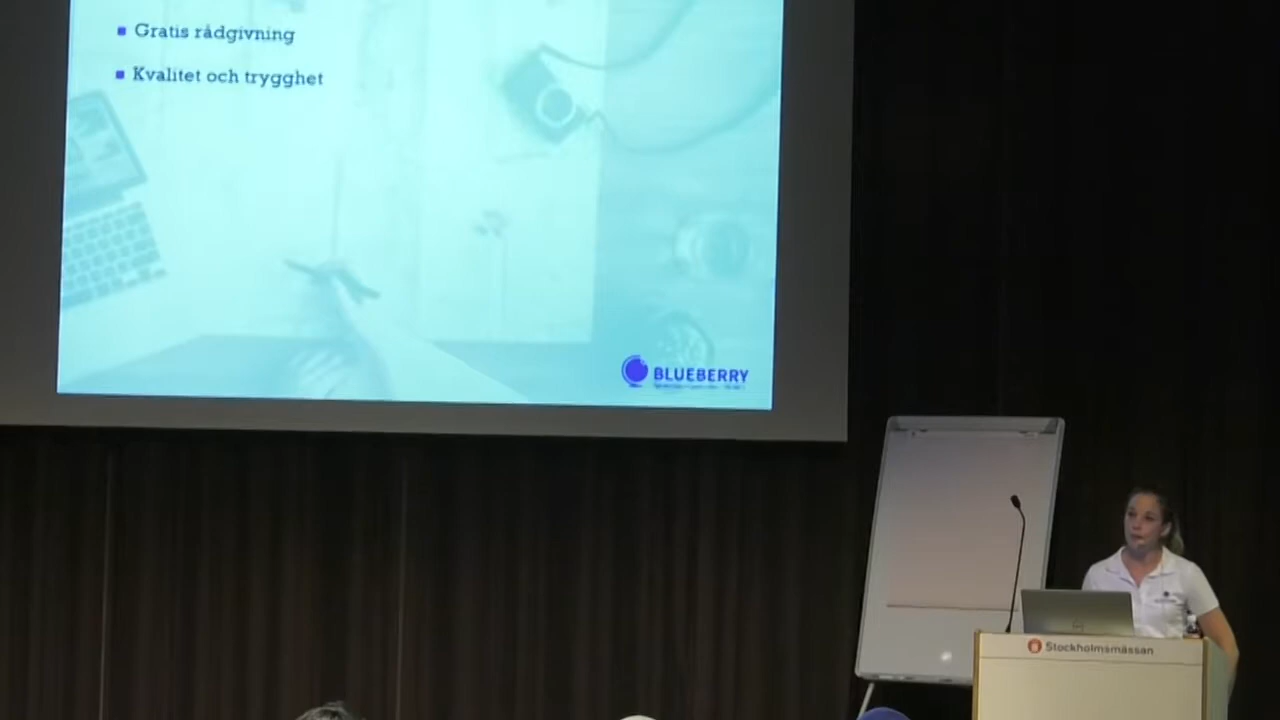 Gratis rådgivning
Kvalitet och trygghet
BLUEBERRY
Stockholmsmässan